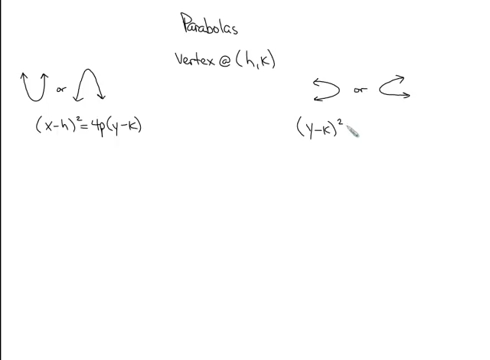 Parabolas
Vertex @ (h,k)
or
or
(x-h)²=4p(y-k)
(y-k)²